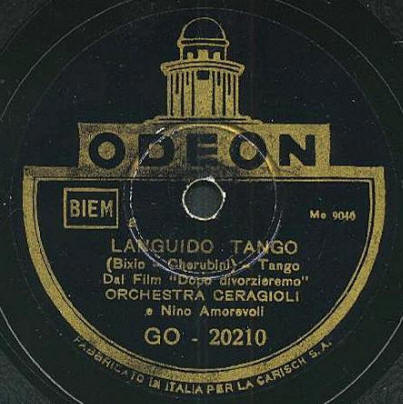 ODEON
BIEM
Mo 9046
LANGUIDO TANGO
(Bixio - Cherubini) - Tango
Dal Film "Dopo divorzieremo"
ORCHESTRA CERAGIOLI
e Nino Amorevoli
GO - 20210
FABBRICATO IN ITALIA PER LA CARISCH S.A.